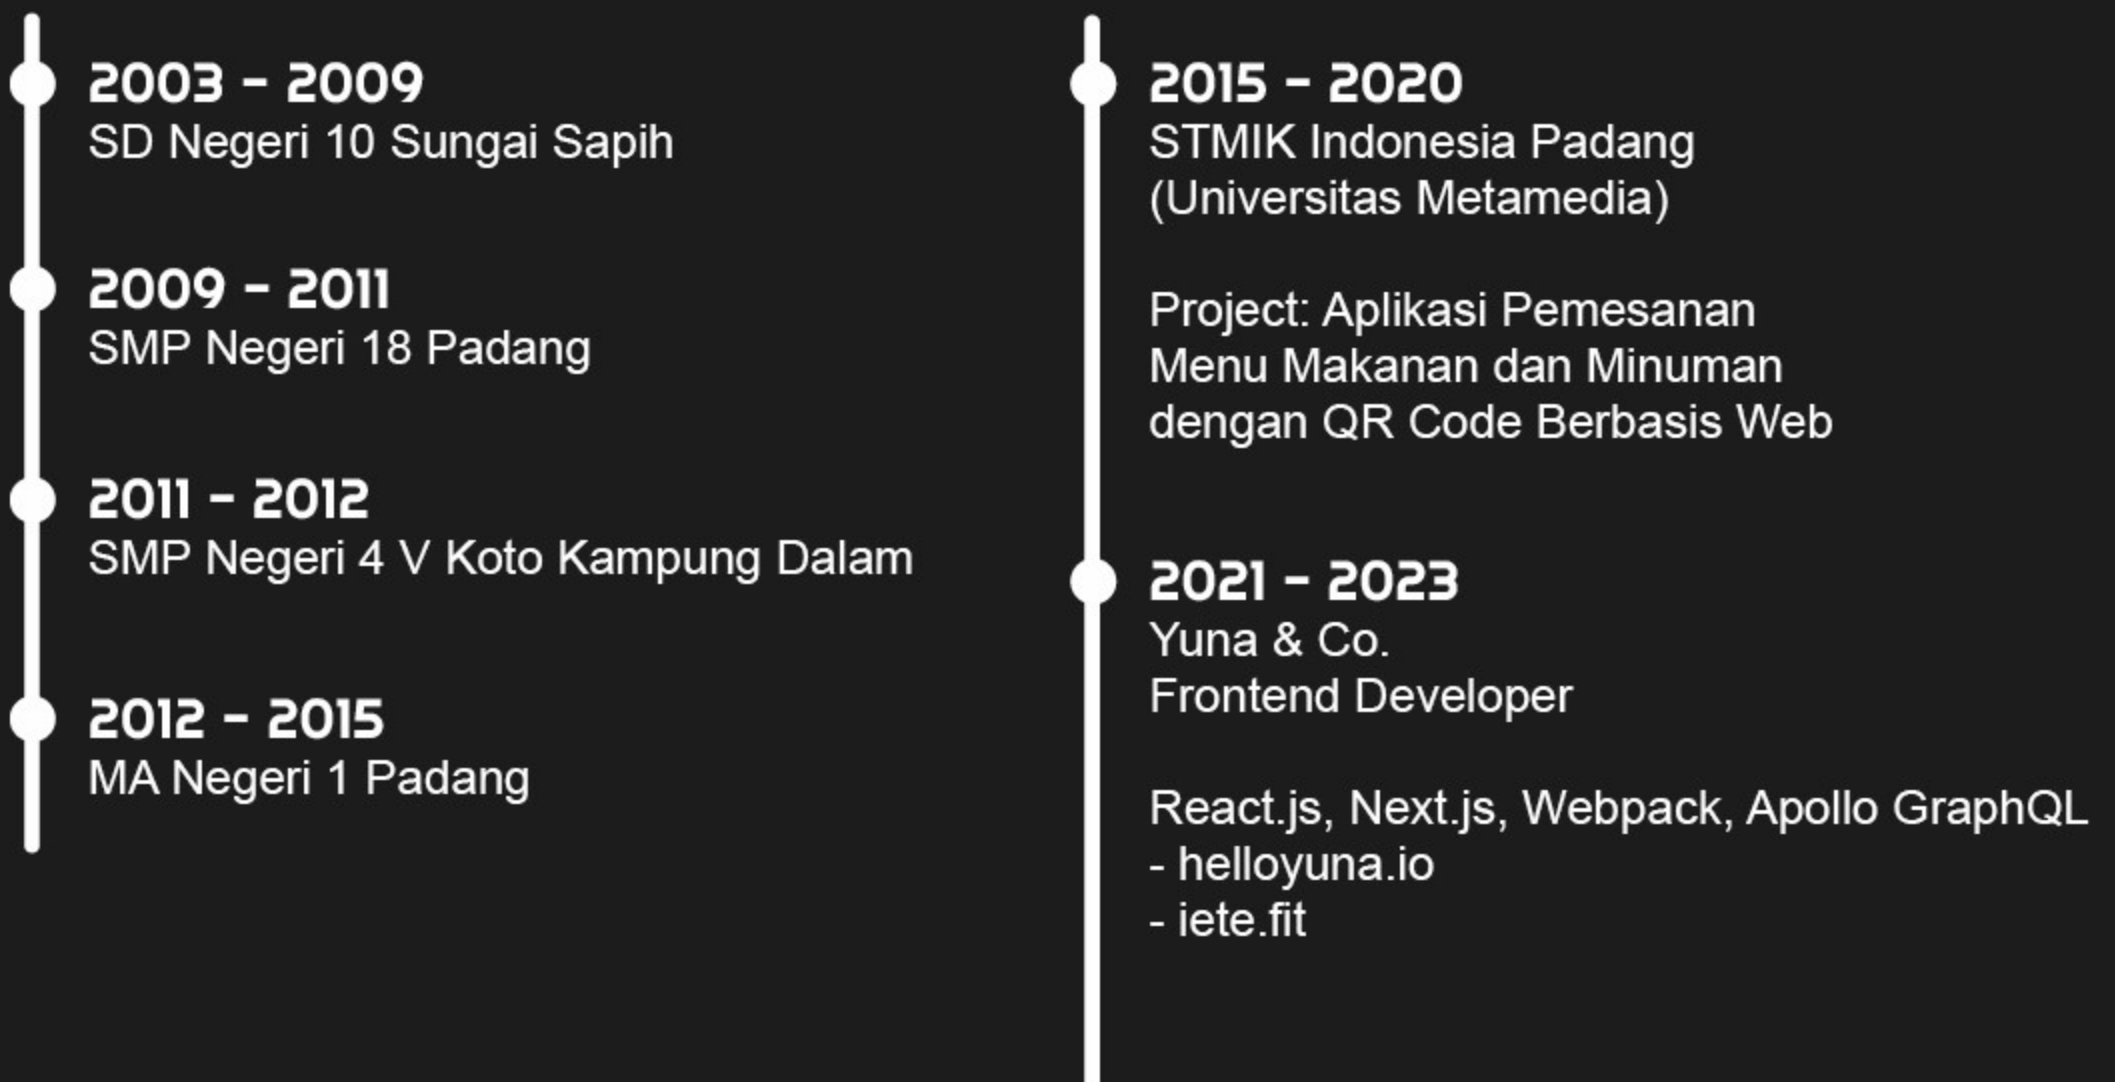 2003 - 2009
SD Negeri 10 Sungai Sapih
2009 - 2011
SMP Negeri 18 Padang
2011 - 2012
SMP Negeri 4 V Koto Kampung Dalam
2012 - 2015
MA Negeri 1 Padang
2015 - 2020
STMIK Indonesia Padang
(Universitas Metamedia)
Project: Aplikasi Pemesanan
Menu Makanan dan Minuman
dengan QR Code Berbasis Web
2021 - 2023
Yuna & Co.
Frontend Developer
React.js, Next.js, Webpack, Apollo GraphQL
- helloyuna.io
- iete.fit